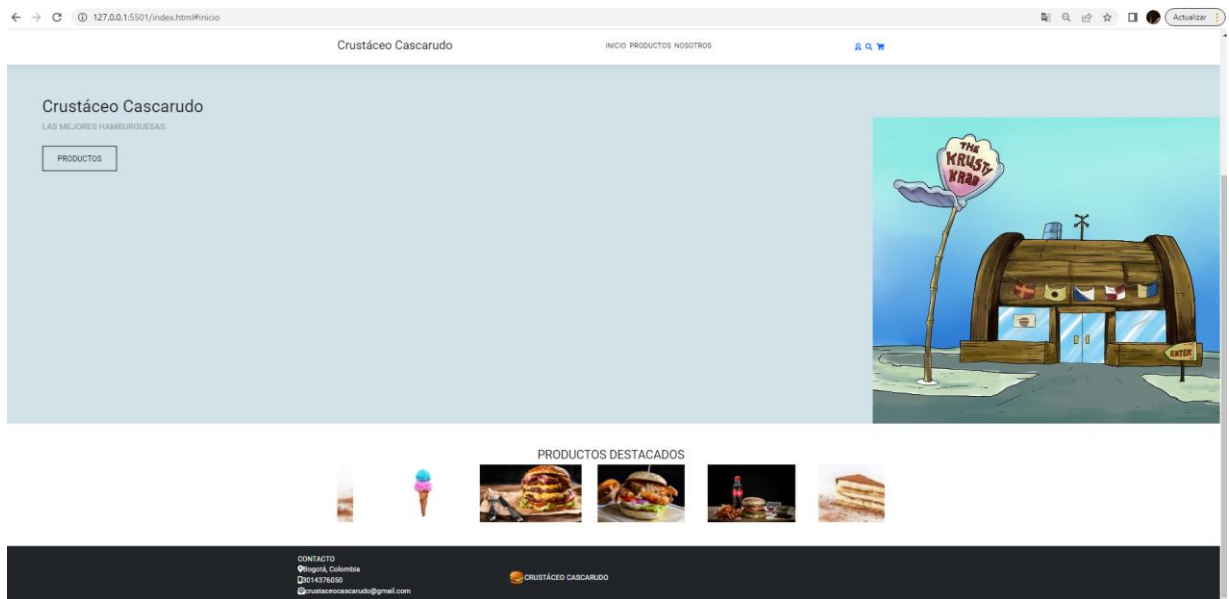 127.0.0.1:5501/index.html#inicio
Actualizar
Crustáceo Cascarudo
INICIO PRODUCTOS NOSOTROS
Crustáceo Cascarudo
LAS MEJORES HAMBURGUESAS
PRODUCTOS
THE
KRUSTY
KRAB
ENTER
PRODUCTOS DESTACADOS
CONTACTO
Bogotá, Colombia
3014376050
crustaceocascarudo@gmail.com
CRUSTÁCEO CASCARUDO